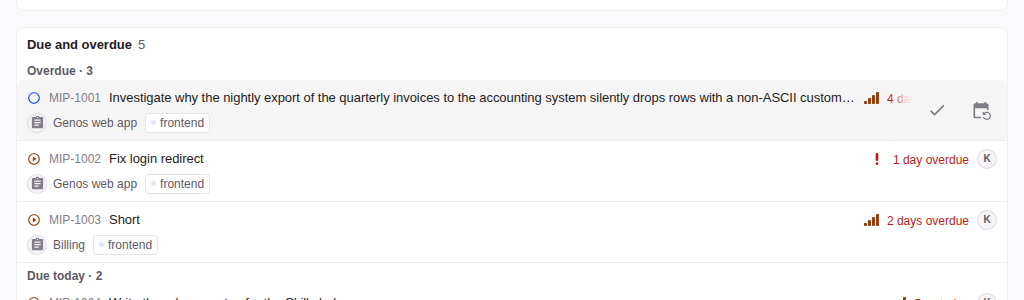 Due and overdue 5
Overdue · 3
MIP-1001 Investigate why the nightly export of the quarterly invoices to the accounting system silently drops rows with a non-ASCII custom… 4 da
Genos web app frontend
MIP-1002 Fix login redirect 1 day overdue K
Genos web app frontend
MIP-1003 Short 2 days overdue K
Billing frontend
Due today · 2